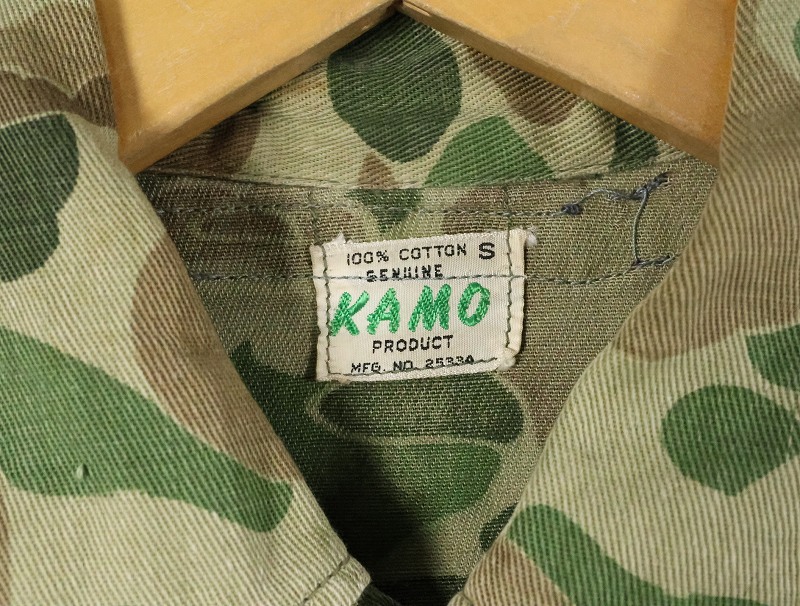 100% COTTON S
GENUINE
KAMO
PRODUCT
MFG. NO. 25334